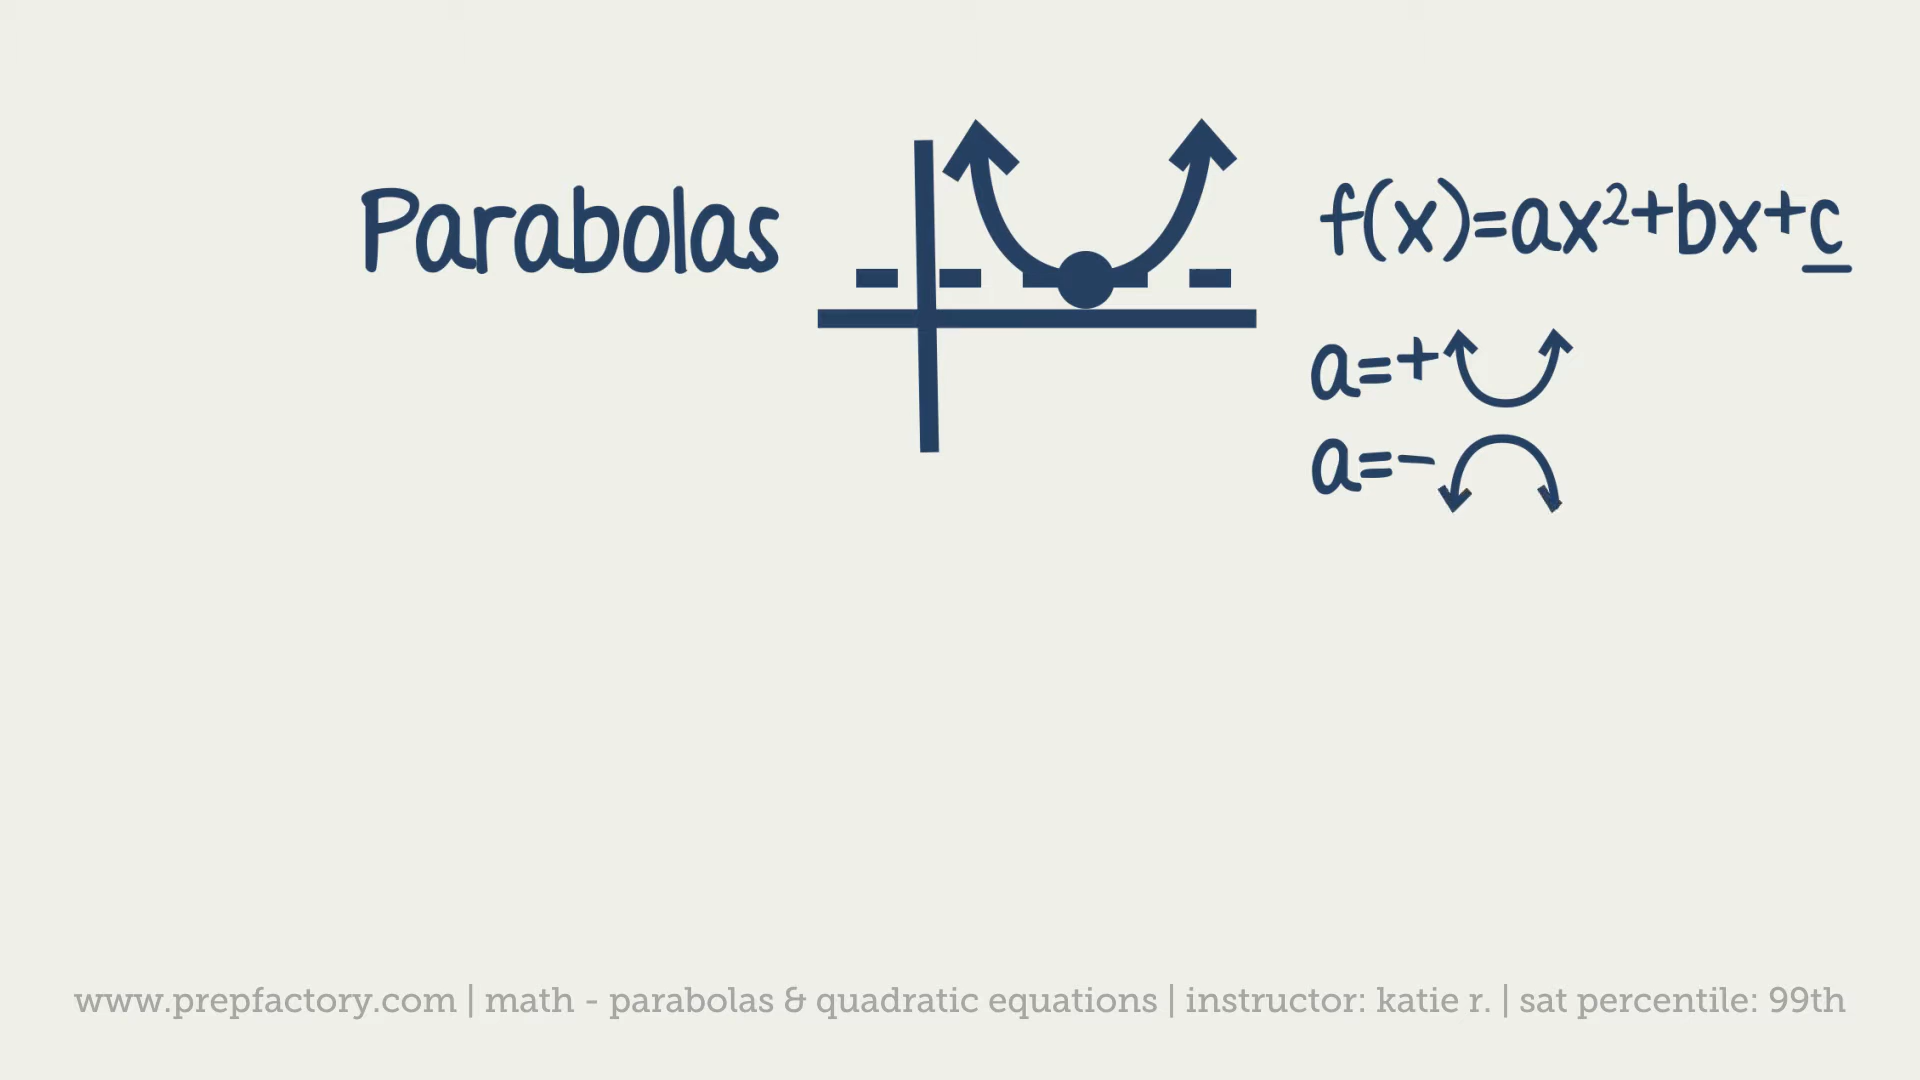 Parabolas
f(x)=ax²+bx+c
a=+
a=-
www.prepfactory.com | math - parabolas & quadratic equations | instructor: katie r. | sat percentile: 99th